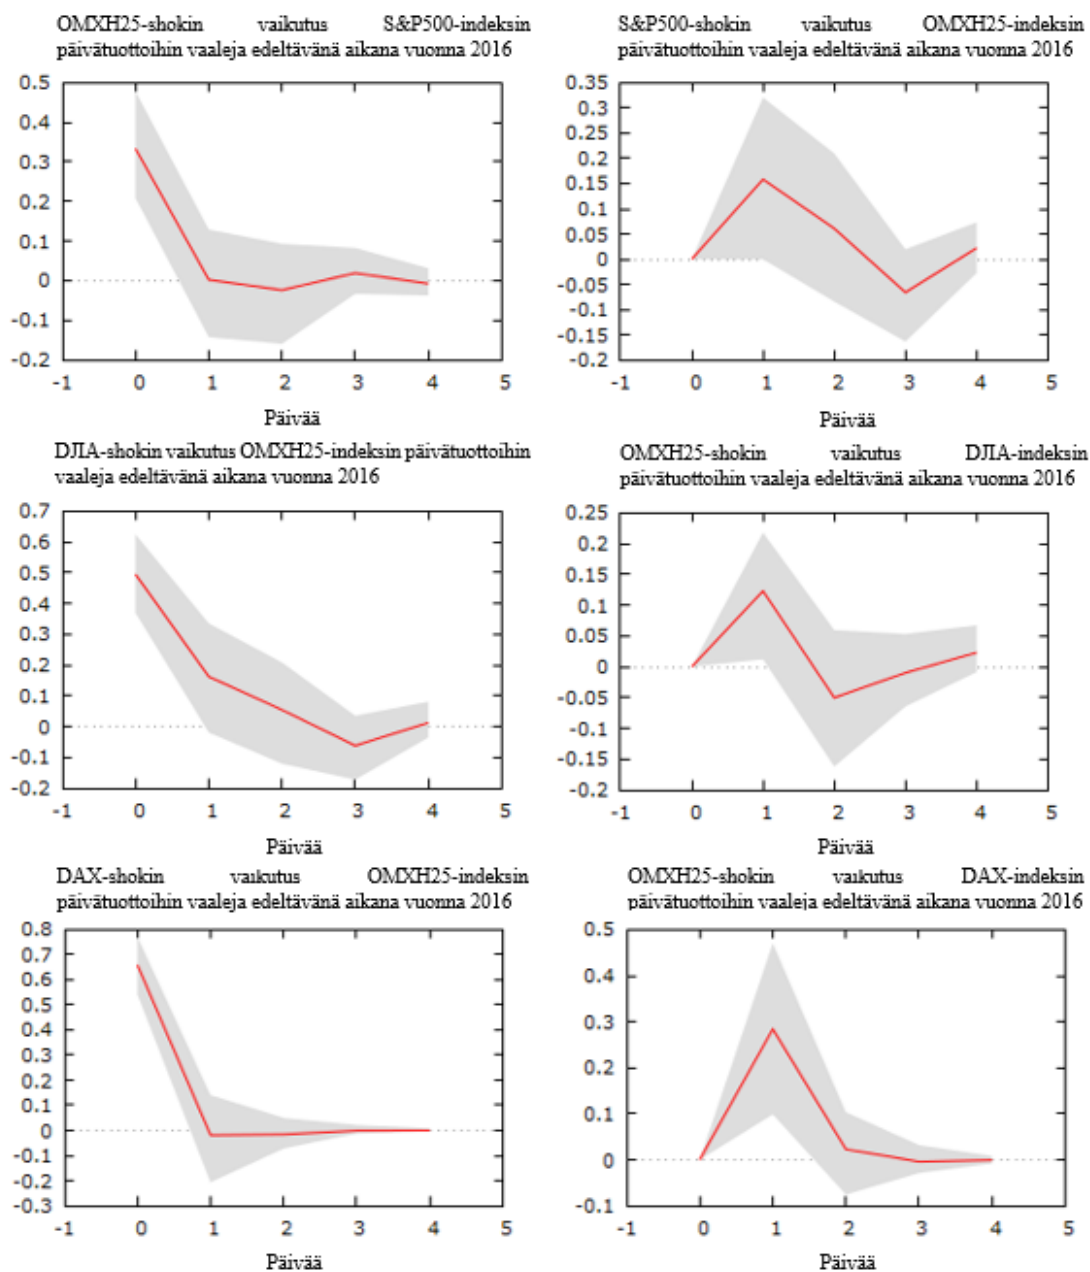 OMXH25-shokin vaikutus S&P500-indeksin
päivätuottoihin vaaleja edeltävänä aikana vuonna 2016
0.5
0.4
0.3
0.2
0.1
0
-0.1
-0.2
-1 0 1 2 3 4 5
Päivää
S&P500-shokin vaikutus OMXH25-indeksin
päivätuottoihin vaaleja edeltävänä aikana vuonna 2016
0.35
0.3
0.25
0.2
0.15
0.1
0.05
0
-0.05
-0.1
-0.15
-0.2
-1 0 1 2 3 4 5
Päivää
DJIA-shokin vaikutus OMXH25-indeksin päivätuottoihin
vaaleja edeltävänä aikana vuonna 2016
0.7
0.6
0.5
0.4
0.3
0.2
0.1
0
-0.1
-0.2
-1 0 1 2 3 4 5
Päivää
OMXH25-shokin vaikutus DJIA-indeksin
päivätuottoihin vaaleja edeltävänä aikana vuonna 2016
0.25
0.2
0.15
0.1
0.05
0
-0.05
-0.1
-0.15
-0.2
-1 0 1 2 3 4 5
Päivää
DAX-shokin vaikutus OMXH25-indeksin
päivätuottoihin vaaleja edeltävänä aikana vuonna 2016
0.8
0.7
0.6
0.5
0.4
0.3
0.2
0.1
0
-0.1
-0.2
-0.3
-1 0 1 2 3 4 5
Päivää
OMXH25-shokin vaikutus DAX-indeksin
päivätuottoihin vaaleja edeltävänä aikana vuonna 2016
0.5
0.4
0.3
0.2
0.1
0
-0.1
-1 0 1 2 3 4 5
Päivää